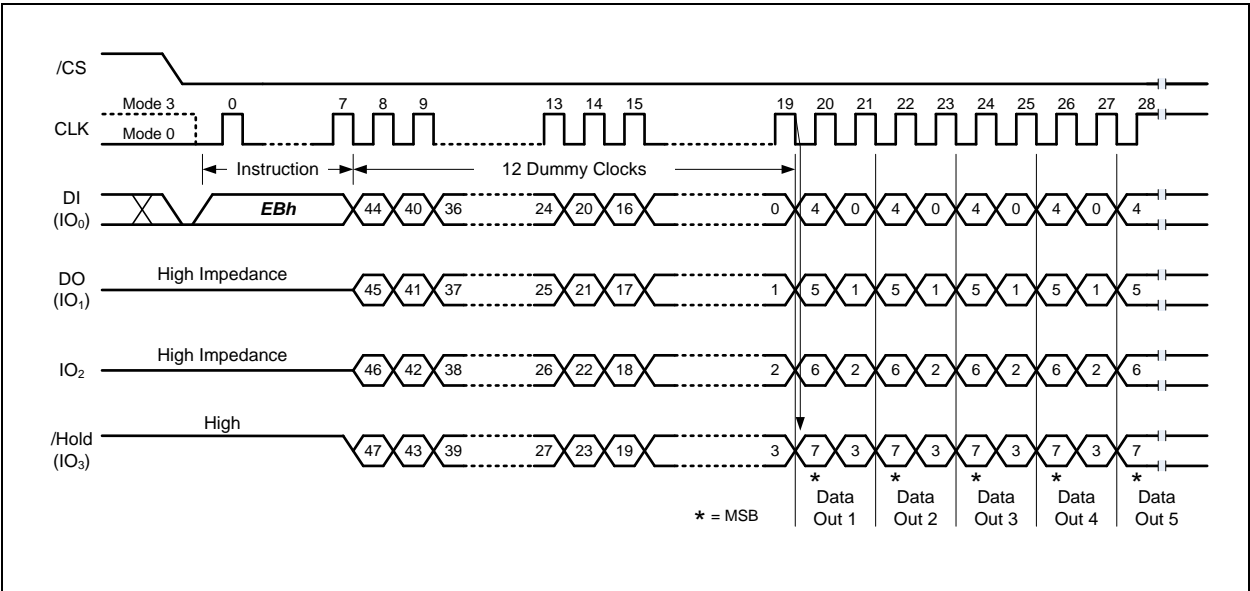 /CS
Mode 3 0 7 8 9 13 14 15 19 20 21 22 23 24 25 26 27 28
CLK
Mode 0
Instruction 12 Dummy Clocks
DI
(IO0)
EBh 44 40 36 24 20 16 0 4 0 4 0 4 0 4 0 4
DO
(IO1)
High Impedance
45 41 37 25 21 17 1 5 1 5 1 5 1 5 1 5
High Impedance
IO2
46 42 38 26 22 18 2 6 2 6 2 6 2 6 2 6
High
/Hold
(IO3)
47 43 39 27 23 19 3 7 3 7 3 7 3 7 3 7
* * * * *
* = MSB
Data
Out 1
Data
Out 2
Data
Out 3
Data
Out 4
Data
Out 5